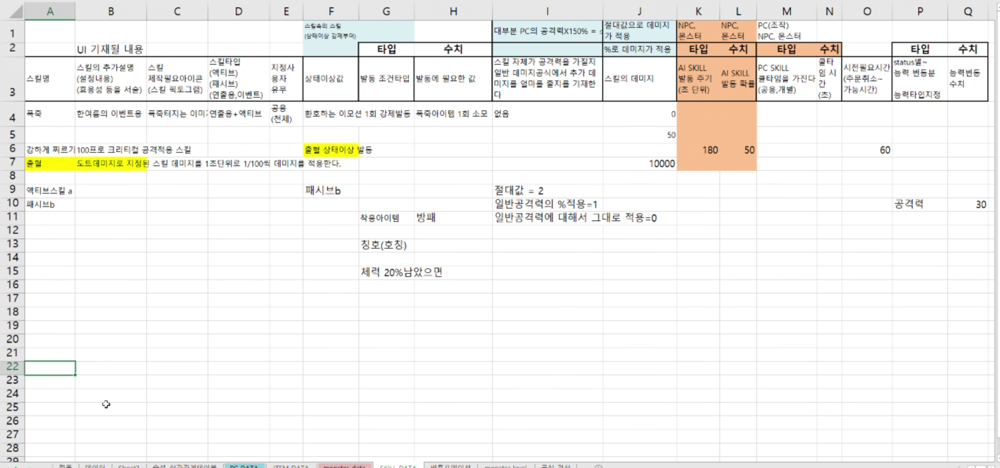 A B C D E F G H I J K L M N O P Q
1 스킬속의 스킬 대부분 PC의 공격력X150% = 절대값으로 데미지 NPC, NPC, PC(조작)
(상태이상 강제부여) 가 적용 몬스터 몬스터 NPC, 몬스터
2 UI 기재될 내용 타입 수치 %로 데미지가 적용 타입 수치 타입 수치 타입 수치
3
스킬명
스킬의 추가설명
(설정내용)
(효용성 등을 서술)
스킬
제작필요아이콘
(스킬 픽토그램)
스킬타입
(액티브)
(패시브)
(연출용,이벤트)
지정사
용자
유무
상태이상값
발동 조건타입
발동에 필요한 값
스킬 자체가 공격력을 가질지
일반 데미지공식에서 추가 데
미지를 얼마를 줄지를 기재한
다
스킬의 데미지
AI SKILL
발동 주기
(초 단위)
AI SKILL
발동 확률
PC SKILL
쿨타임을 가진다
(공용,개별)
쿨타
임 시
간
(초)
시전필요시간
(주문취소~
가능시간)
status별~
능력 변동분
능력타입지정
능력변동
수치
4 폭죽 한여름의 이벤트용 폭죽터지는 이미 연출용+액티브 공용 환호하는 이모션 1회 강제발동 폭죽아이템 1회 소모 없음 0
(전체)
5 50
6 강하게 찌르기 100프로 크리티컬 공격적용 스킬 출혈 상태이상 발동 180 50 60
7 출혈 도트데미지로 지정된 스킬 데미지를 1초단위로 1/100씩 데미지를 적용한다. 10000
8
9 액티브스킬 a 패시브b 절대값 = 2
10 패시브b 일반공격력의 %적용=1 공격력 30
11 착용아이템 방패 일반공격력에 대해서 그대로 적용=0
12
13 칭호(호칭)
14
15 체력 20%남았으면
16
17
18
19
20
21
22
23
24
25
26
27
28
29
PC DATA ITEM DATA monster data SKILL DATA monster level